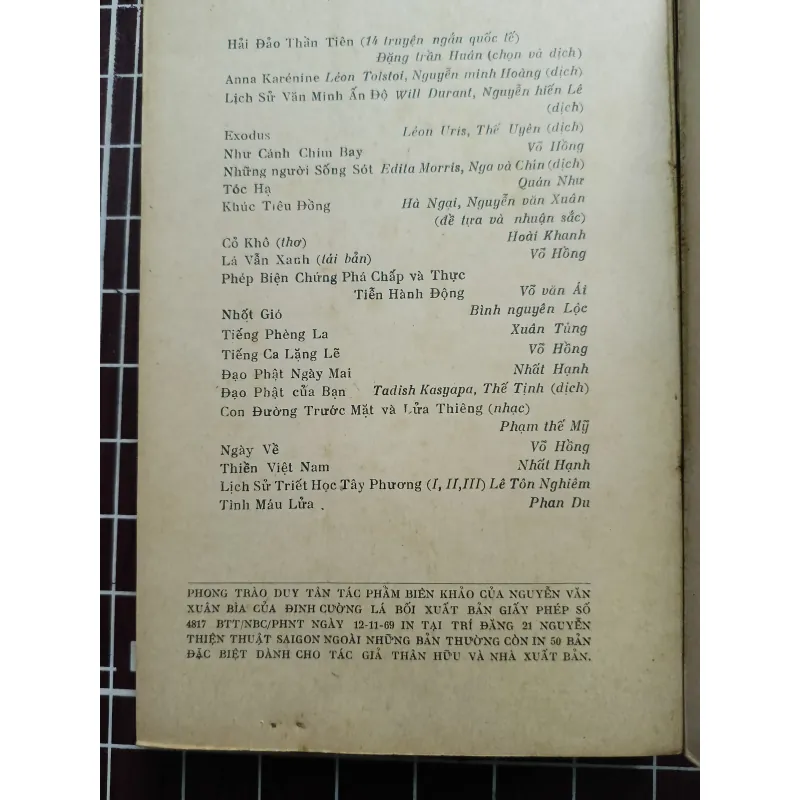 Hải Đảo Thần Tiên (14 truyện ngắn quốc tế)
Đặng trần Huân (chọn và dịch)
Anna Karénine Léon Tolstoi, Nguyễn minh Hoàng (dịch)
Lịch Sử Văn Minh Ấn Độ Will Durant, Nguyễn hiến Lê
(dịch)
Exodus Léon Uris, Thế Uyên (dịch)
Như Cánh Chim Bay Võ Hồng
Những người Sống Sót Edita Morris, Nga và Chin (dịch)
Tóc Hạ Quán Như
Khúc Tiêu Đồng Hà Ngại, Nguyễn văn Xuân
(đề tựa và nhuận sắc)
Cỏ Khô (thơ) Hoài Khanh
Lá Vẫn Xanh (tái bản) Võ Hồng
Phép Biện Chứng Phá Chấp và Thực
Tiễn Hành Động Võ văn Ái
Nhốt Gió Bình nguyên Lộc
Tiếng Phèng La Xuân Tùng
Tiếng Ca Lặng Lẽ Võ Hồng
Đạo Phật Ngày Mai Nhất Hạnh
Đạo Phật của Bạn Tadish Kasyapa, Thế Tịnh (dịch)
Con Đường Trước Mặt và Lửa Thiêng (nhạc)
Phạm thế Mỹ
Ngày Về Võ Hồng
Thiền Việt Nam Nhất Hạnh
Lịch Sử Triết Học Tây Phương (I, II,III) Lê Tôn Nghiêm
Tình Máu Lửa . Phan Du
PHONG TRÀO DUY TÂN TÁC PHẨM BIÊN KHẢO CỦA NGUYỄN VĂN
XUÂN BÌA CỦA ĐINH CƯỜNG LÁ BỐI XUẤT BẢN GIẤY PHÉP SỐ
4817 BTT/NBC/PHNT NGÀY 12-11-69 IN TẠI TRÍ ĐĂNG 21 NGUYỄN
THIỆN THUẬT SAIGON NGOÀI NHỮNG BẢN THƯỜNG CÒN IN 50 BẢN
ĐẶC BIỆT DÀNH CHO TÁC GIẢ THÂN HỮU VÀ NHÀ XUẤT BẢN.